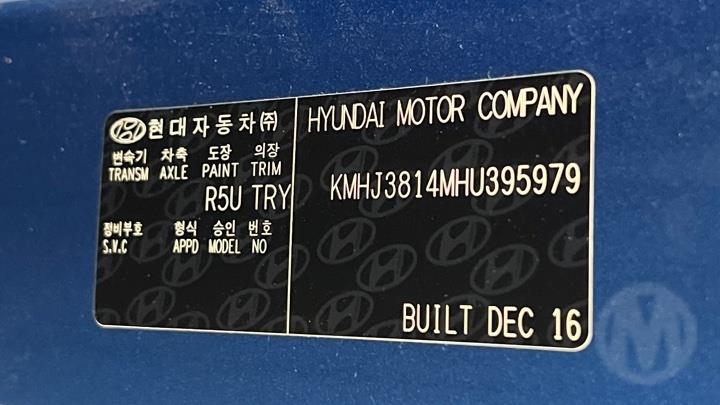 현대자동차㈜
변속기 차축 도장 의장
TRANSM AXLE PAINT TRIM
R5U TRY
정비부호 형식 승인 번호
S.V.C APPD MODEL NO
HYUNDAI MOTOR COMPANY
KMHJ3814MHU395979
BUILT DEC 16
M